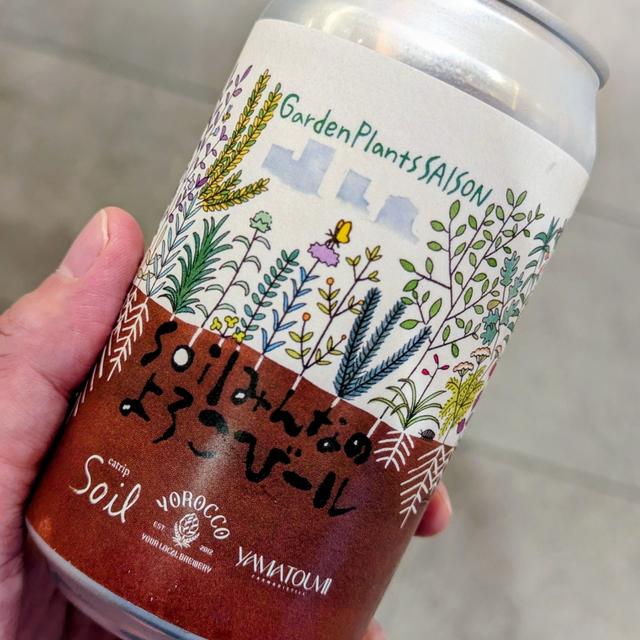 Garden Plants SAISON
soilみんなの
よろこびール
catrip
Soil
YOROCCO
EST. 2012
YOUR LOCAL BREWERY
YAMATOUMI